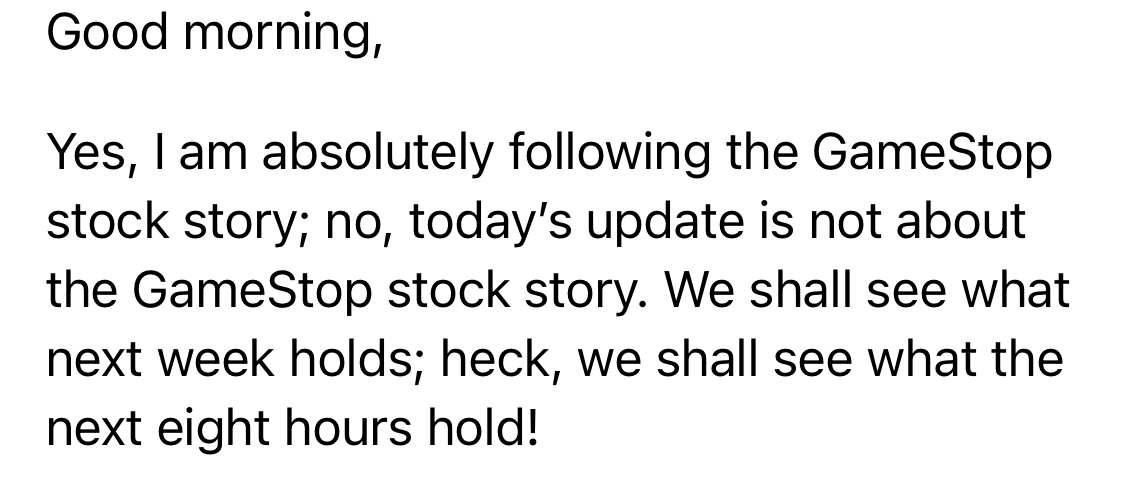 Good morning,
Yes, I am absolutely following the GameStop
stock story; no, today’s update is not about
the GameStop stock story. We shall see what
next week holds; heck, we shall see what the
next eight hours hold!